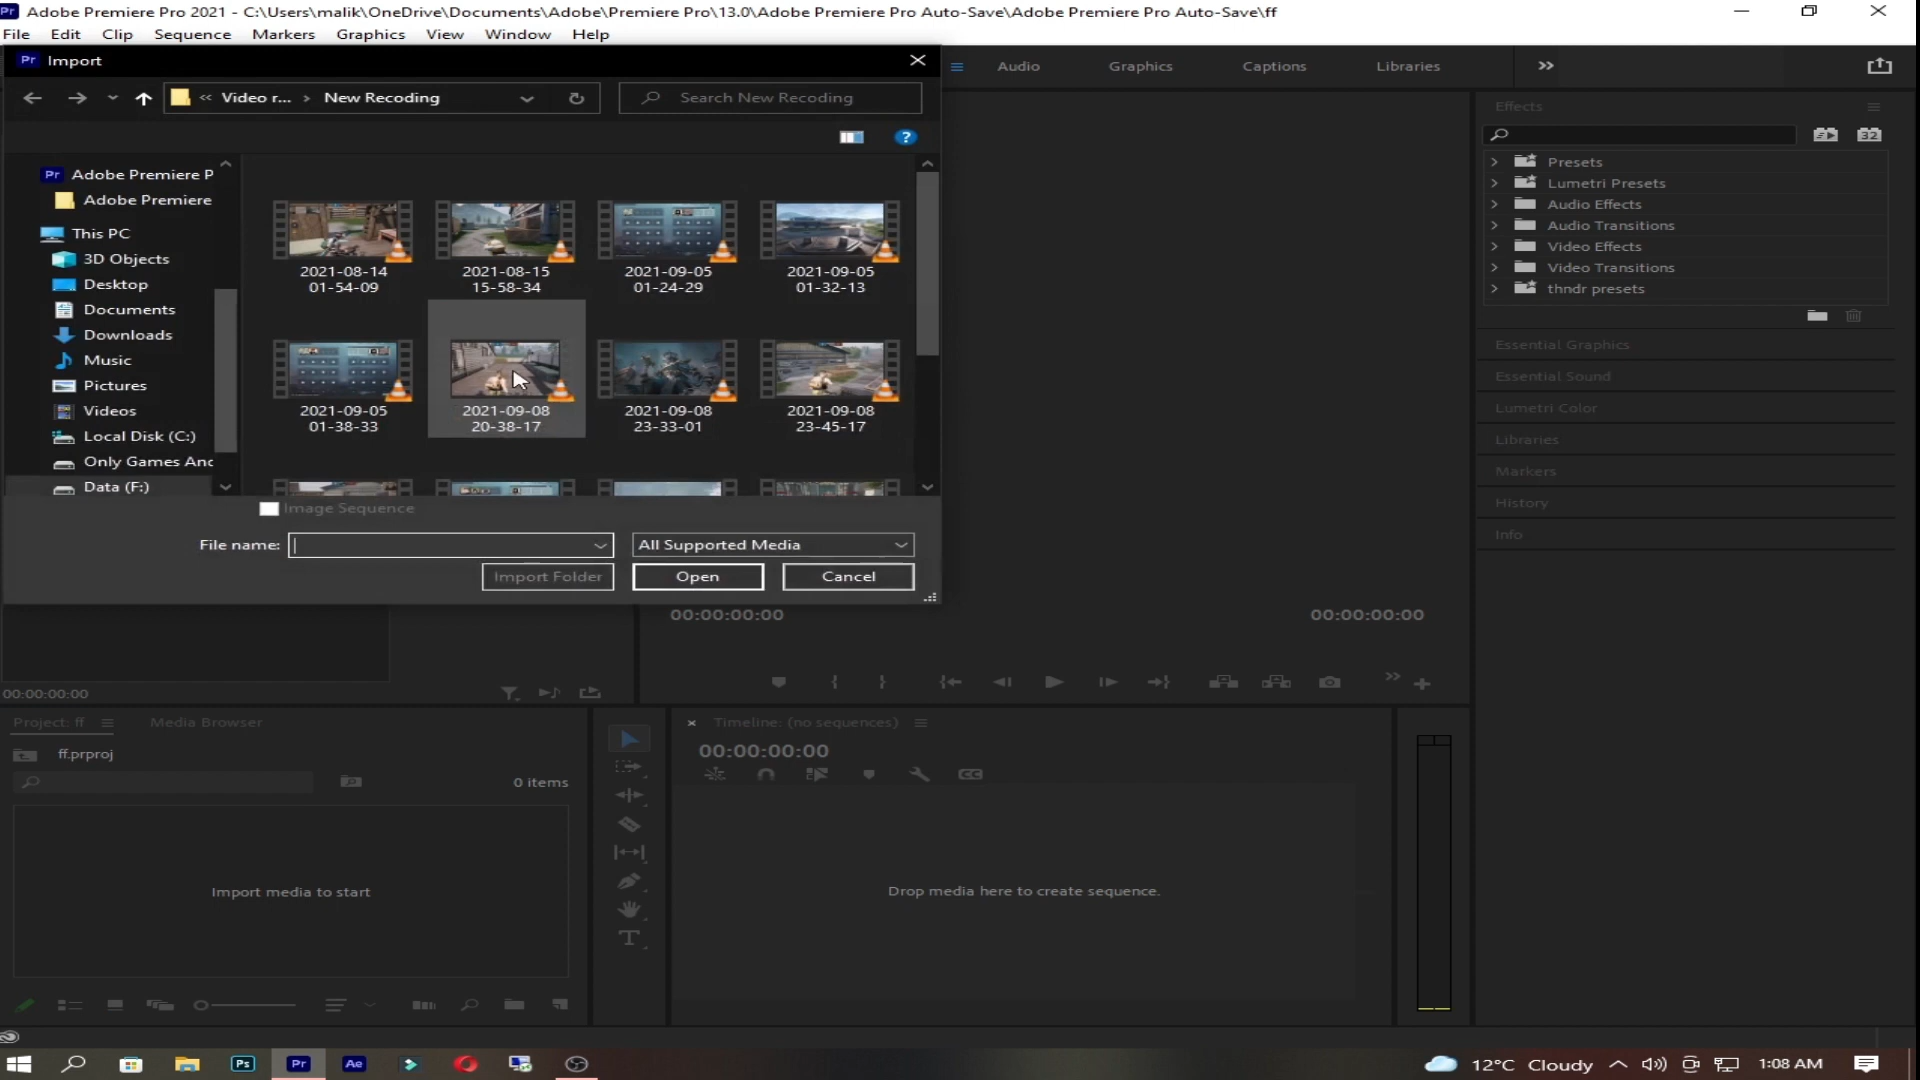 Pr Adobe Premiere Pro 2021 - C:\Users\malik\OneDrive\Documents\Adobe\Premiere Pro\13.0\Adobe Premiere Pro Auto-Save\Adobe Premiere Pro Auto-Save\ff
File Edit Clip Sequence Markers Graphics View Window Help
Pr Import
Audio Graphics Captions Libraries
« Video r... › New Recoding
Search New Recoding
Pr Adobe Premiere P
Adobe Premiere
This PC
3D Objects
Desktop
Documents
Downloads
Music
Pictures
Videos
Local Disk (C:)
Only Games And
Data (F:)
2021-08-14 01-54-09
2021-08-15 15-58-34
2021-09-05 01-24-29
2021-09-05 01-32-13
2021-09-05 01-38-33
2021-09-08 20-38-17
2021-09-08 23-33-01
2021-09-08 23-45-17
Image Sequence
File name:
All Supported Media
Import Folder Open Cancel
Effects
32
Presets
Lumetri Presets
Audio Effects
Audio Transitions
Video Effects
Video Transitions
thndr presets
Essential Graphics
Essential Sound
Lumetri Color
Libraries
Markers
History
Info
00:00:00:00
00:00:00:00
00:00:00:00
Project: ff
Media Browser
ff.prproj
0 items
Import media to start
× Timeline: (no sequences)
00:00:00:00
CC
Drop media here to create sequence.
T
Ps Pr Ae
12°C Cloudy
1:08 AM